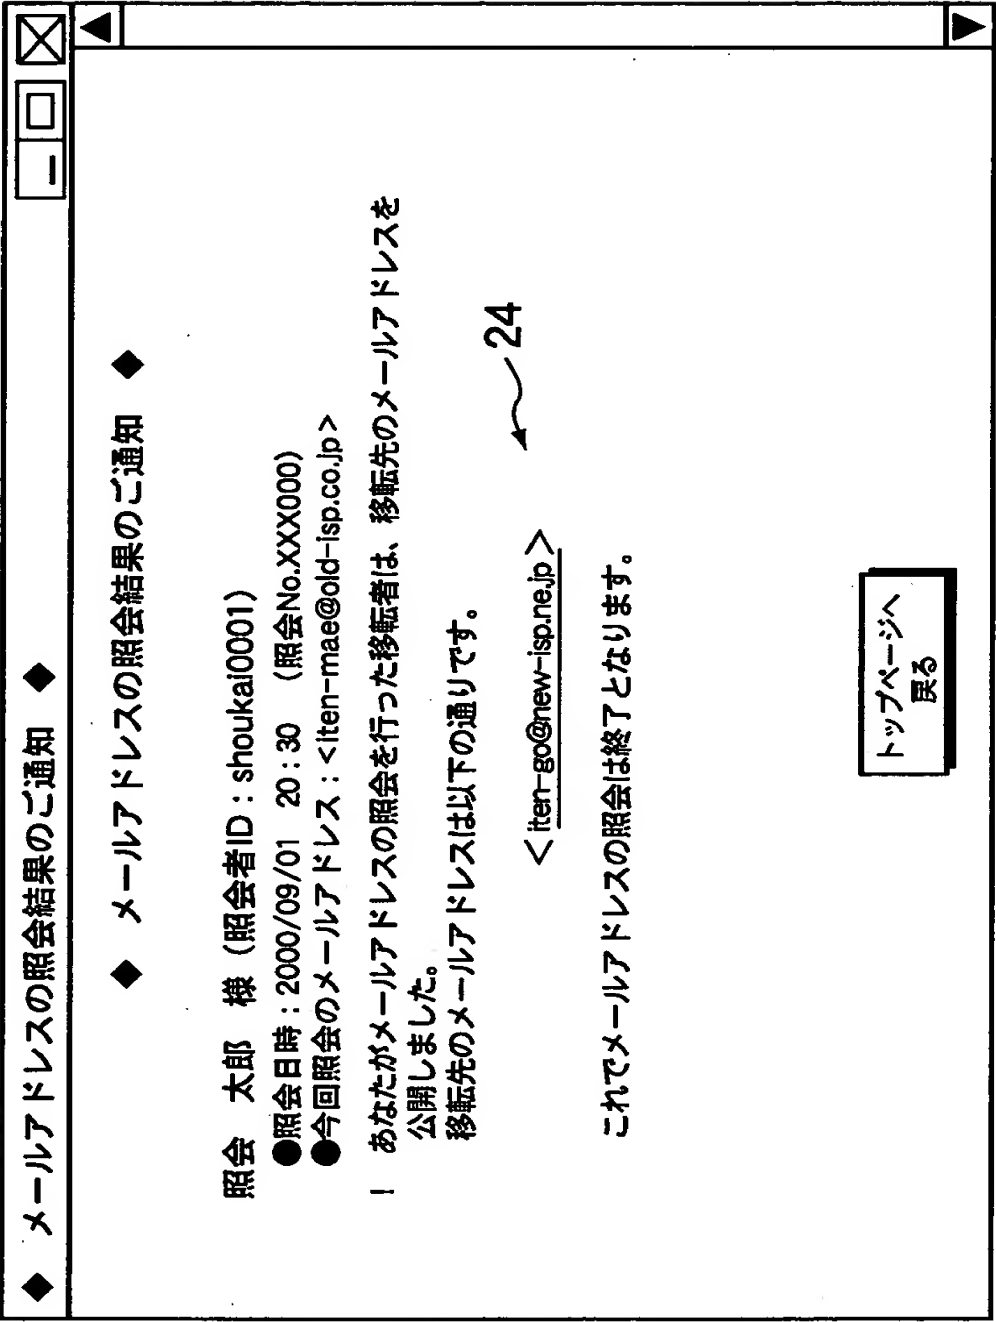 ◆ メールアドレスの照会結果のご通知 ◆
◆ メールアドレスの照会結果のご通知 ◆
照会 太郎 様（照会者ID：shoukai0001）
●照会日時：2000/09/01 20：30 （照会No.XXX000）
●今回照会のメールアドレス：<iten-mae@old-isp.co.jp>
！ あなたがメールアドレスの照会を行った移転者は、移転先のメールアドレスを
公開しました。
移転先のメールアドレスは以下の通りです。
24
<iten-go@new-isp.ne.jp>
これでメールアドレスの照会は終了となります。
トップページへ
戻る